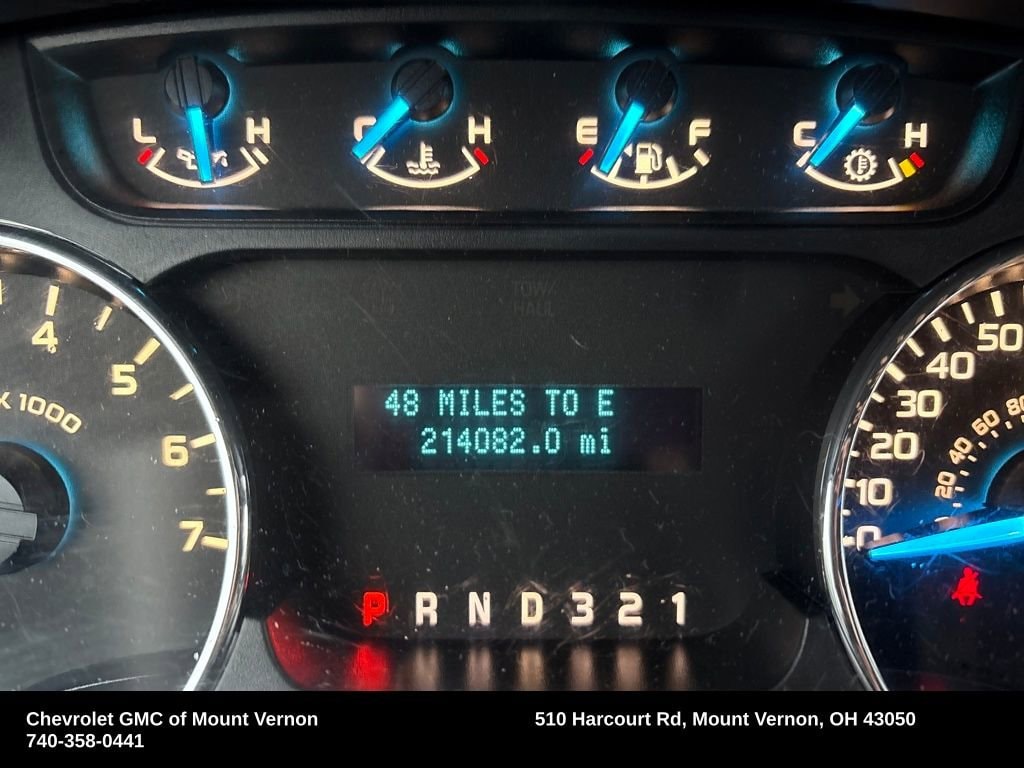 L H C H E F C H
TOW/
HAUL
4
5
x 1000
6
7
48 MILES TO E
214082.0 mi
P R N D 3 2 1
50
40
30
20
10
0
80
60
40
20
Chevrolet GMC of Mount Vernon
740-358-0441
510 Harcourt Rd, Mount Vernon, OH 43050